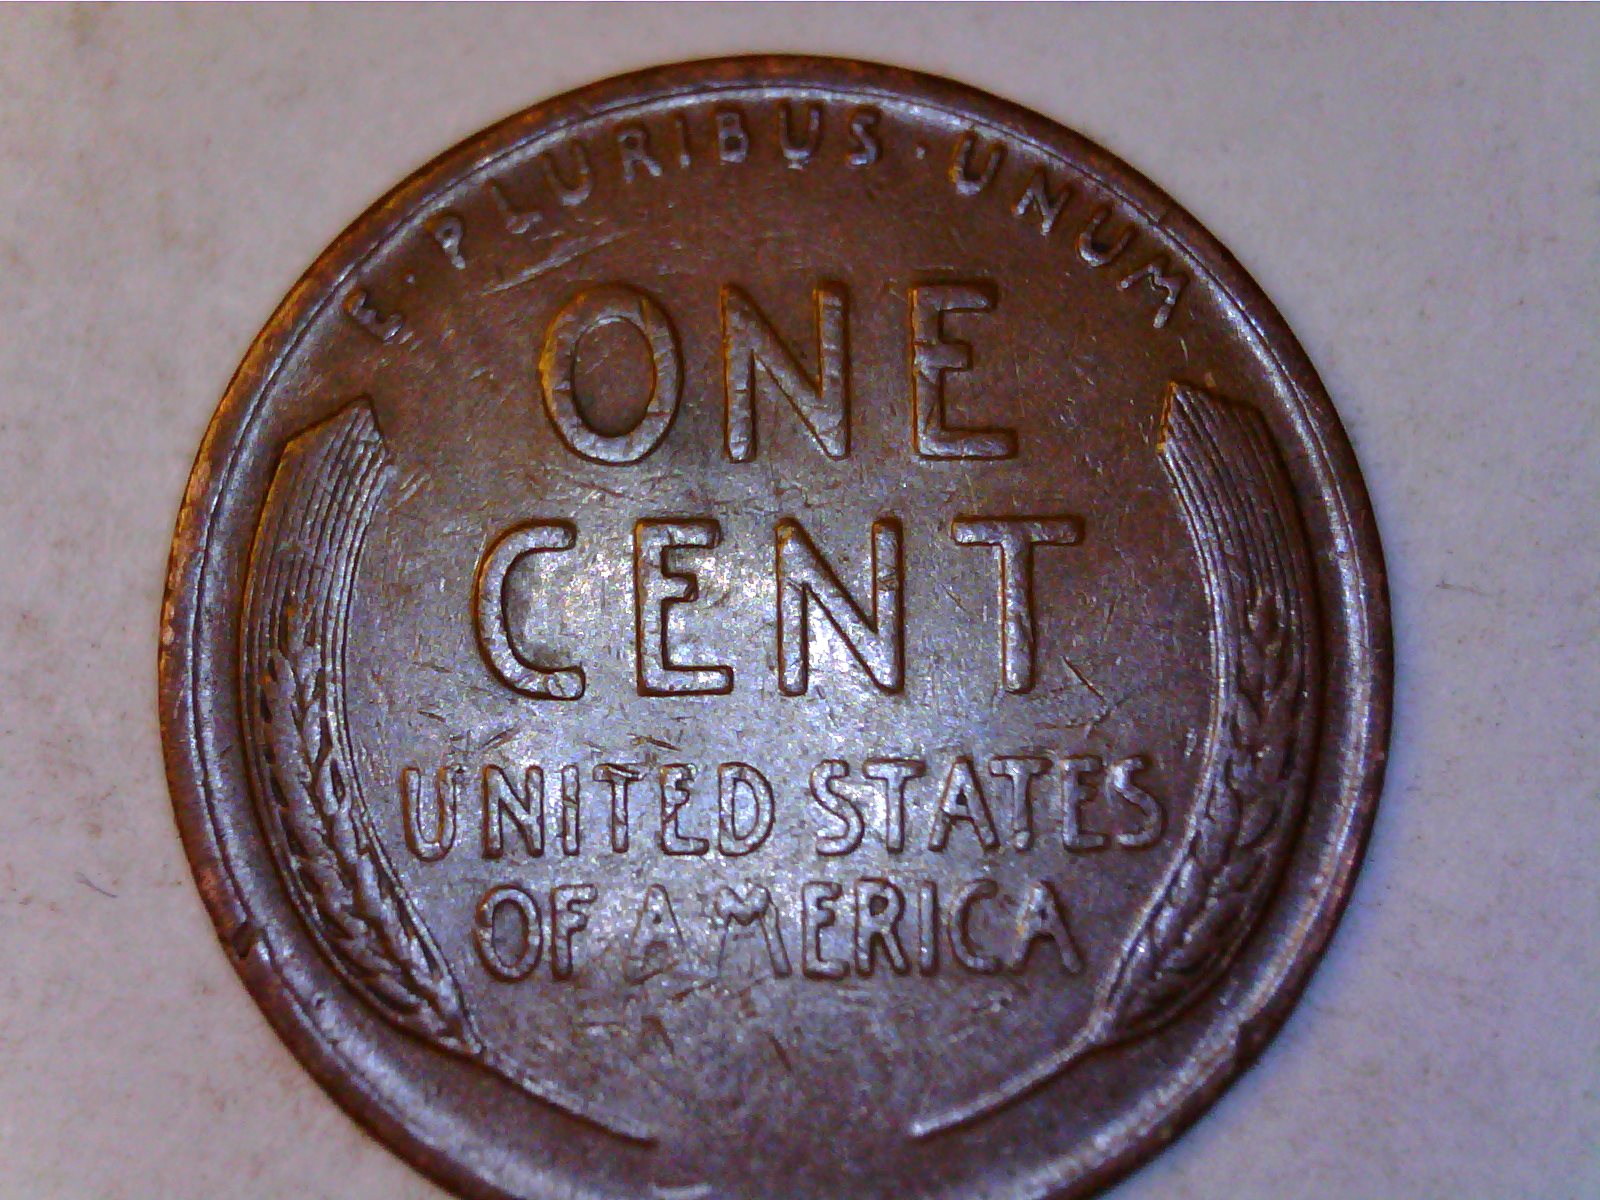 E · PLURIBUS · UNUM
ONE
CENT
UNITED STATES
OF AMERICA